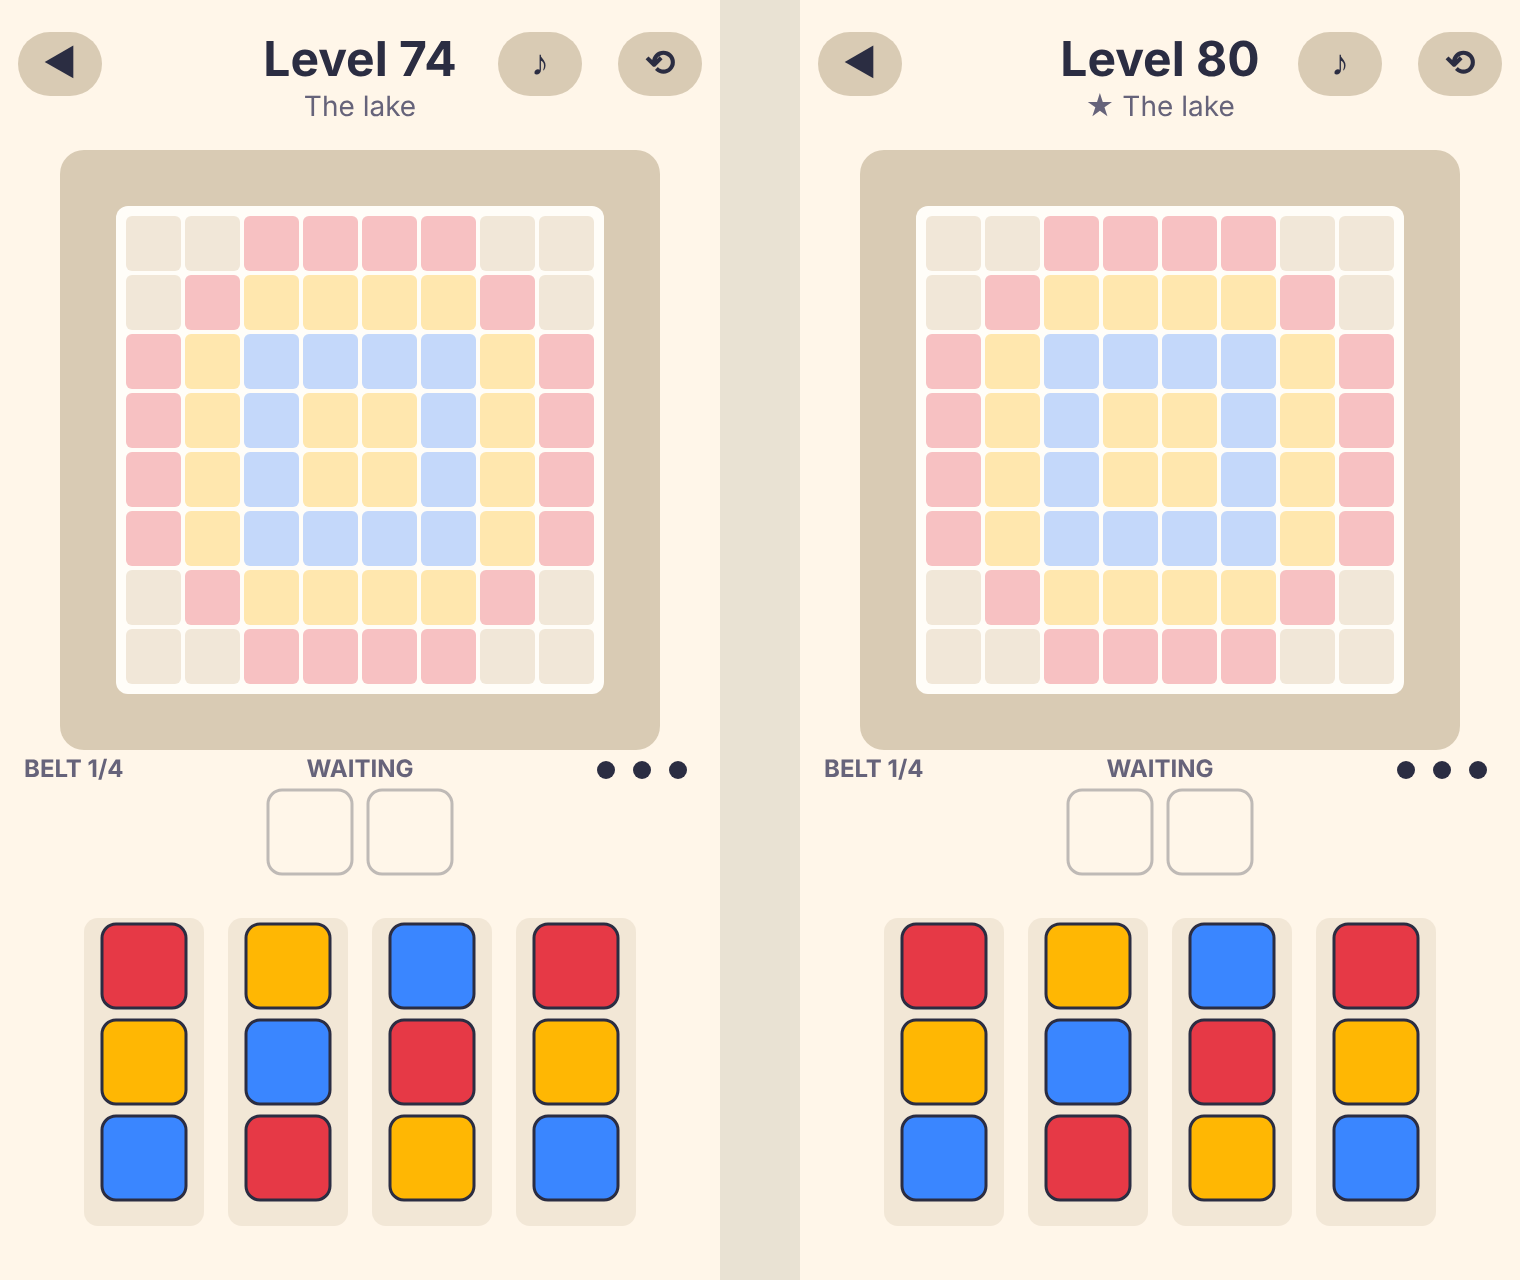 Level 74
The lake
BELT 1/4
WAITING
Level 80
★ The lake
BELT 1/4
WAITING